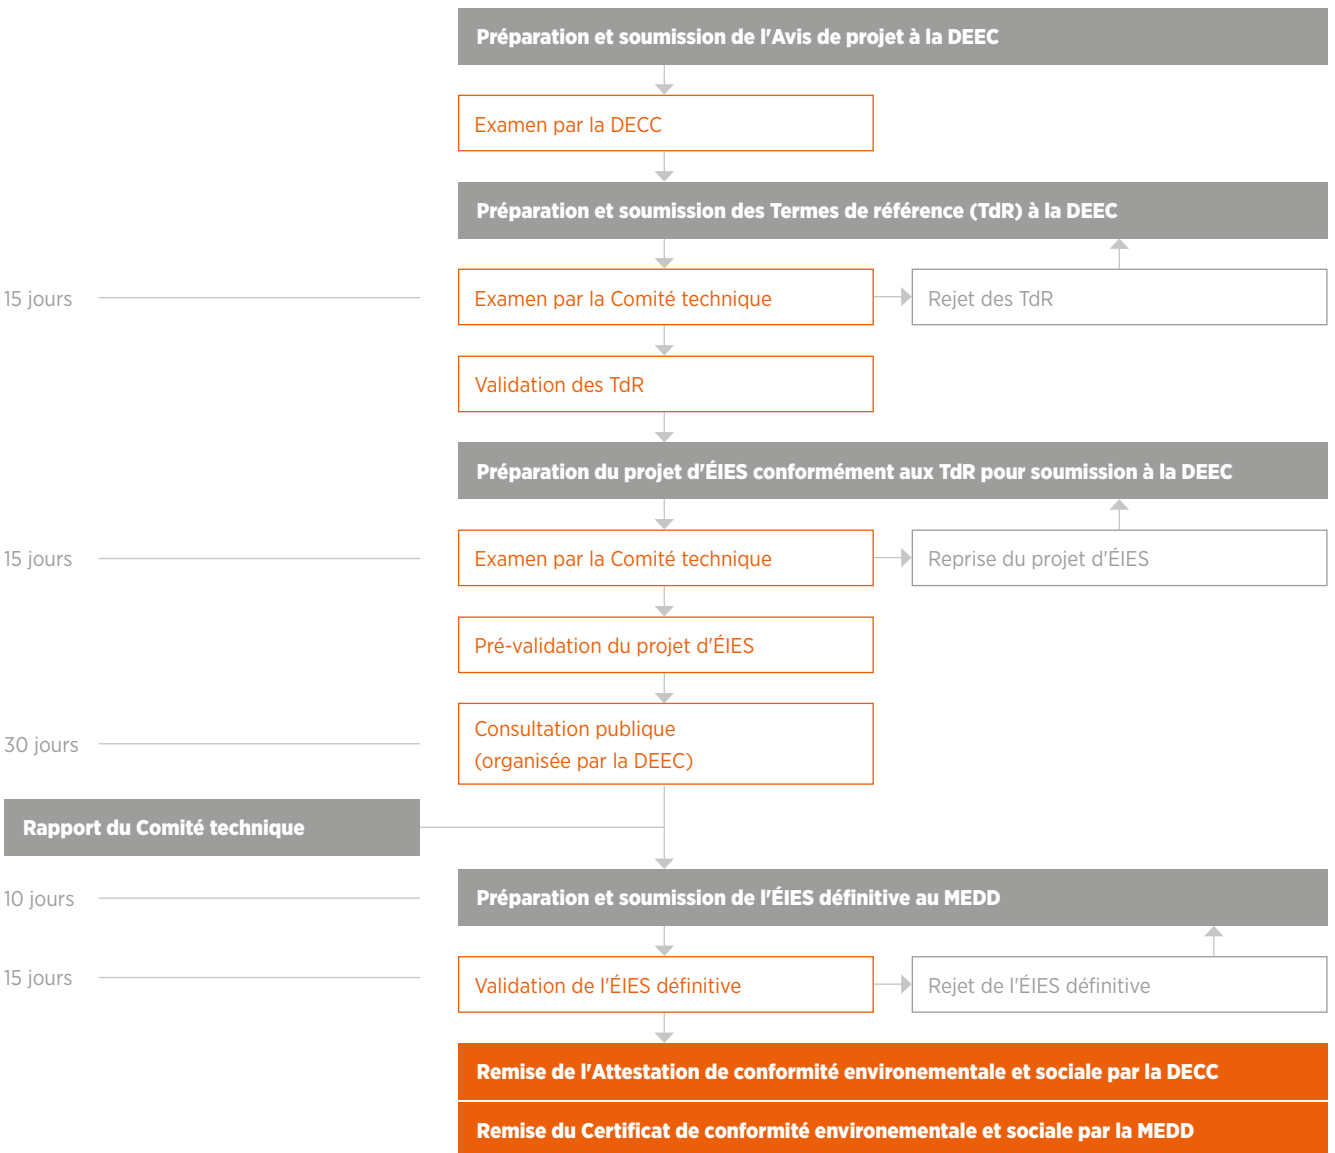 Préparation et soumission de l'Avis de projet à la DEEC
Examen par la DECC
Préparation et soumission des Termes de référence (TdR) à la DEEC
15 jours
Examen par la Comité technique
Rejet des TdR
Validation des TdR
Préparation du projet d'ÉIES conformément aux TdR pour soumission à la DEEC
15 jours
Examen par la Comité technique
Reprise du projet d'ÉIES
Pré-validation du projet d'ÉIES
30 jours
Consultation publique
(organisée par la DEEC)
Rapport du Comité technique
10 jours
Préparation et soumission de l'ÉIES définitive au MEDD
15 jours
Validation de l'ÉIES définitive
Rejet de l'ÉIES définitive
Remise de l'Attestation de conformité environementale et sociale par la DECC
Remise du Certificat de conformité environementale et sociale par la MEDD